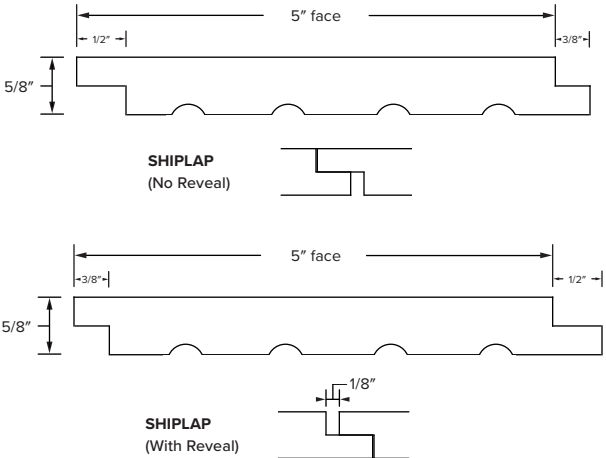 5″ face
1/2″
3/8″
5/8″
SHIPLAP
(No Reveal)
5″ face
3/8″
1/2″
5/8″
1/8″
SHIPLAP
(With Reveal)